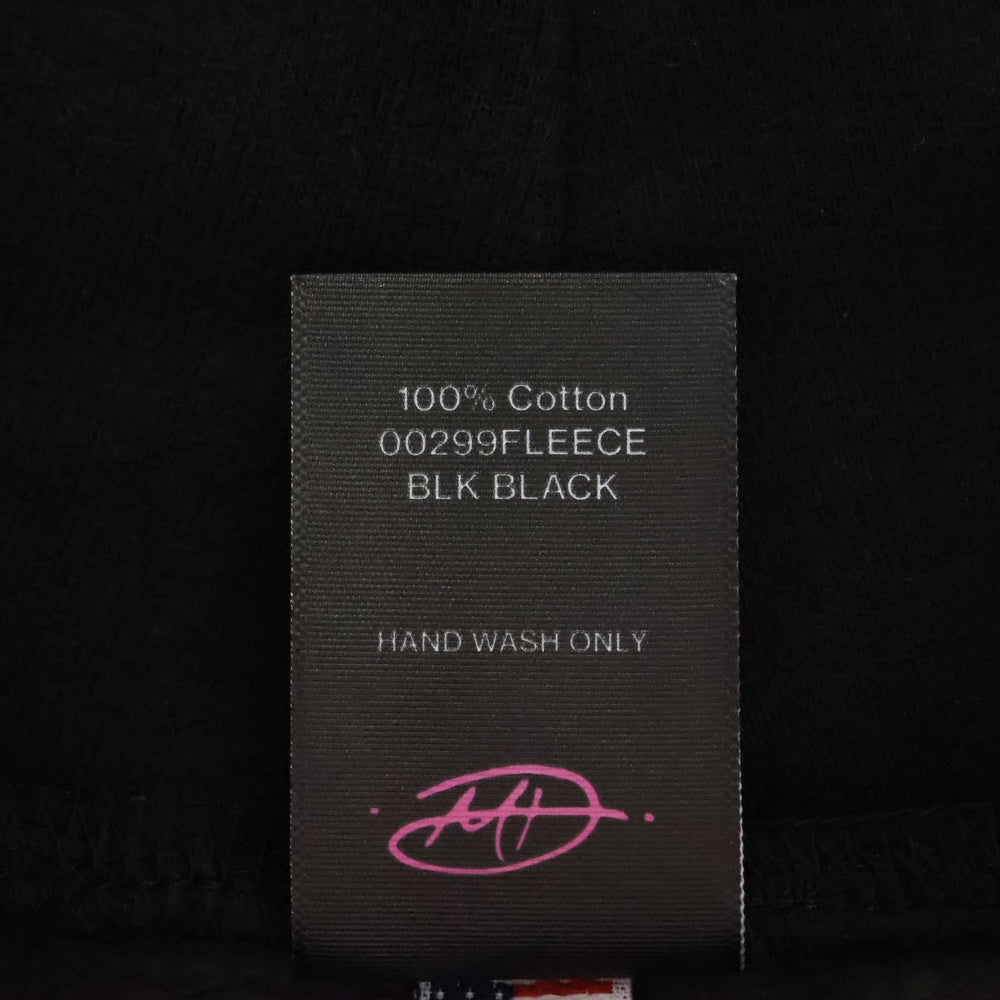 100% Cotton
00299FLEECE
BLK BLACK
HAND WASH ONLY